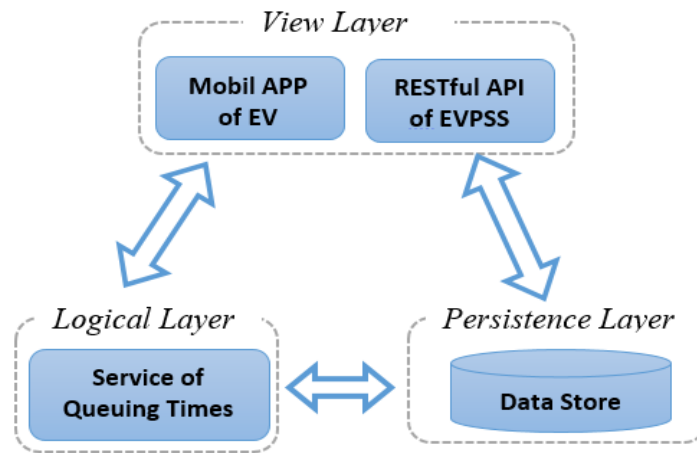 View Layer
Mobil APP
of EV
RESTful API
of EVPSS
Logical Layer
Service of
Queuing Times
Persistence Layer
Data Store